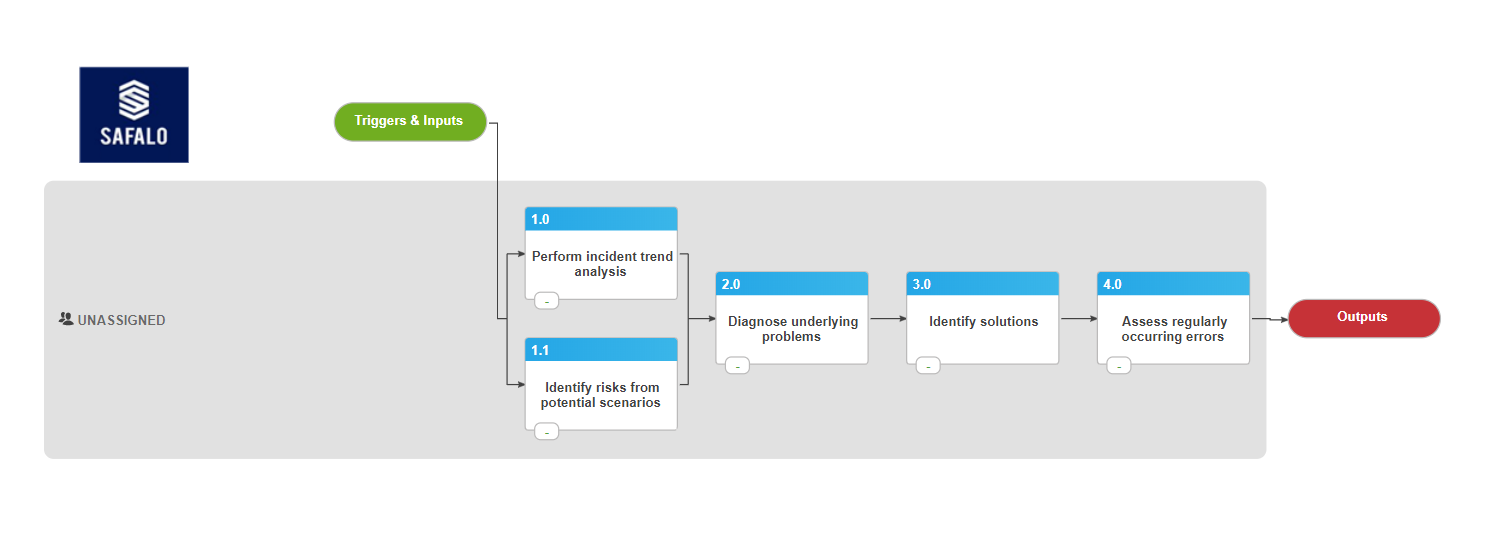 SAFALO
Triggers & Inputs
UNASSIGNED
1.0
Perform incident trend
analysis
-
1.1
Identify risks from
potential scenarios
-
2.0
Diagnose underlying
problems
-
3.0
Identify solutions
-
4.0
Assess regularly
occurring errors
-
Outputs